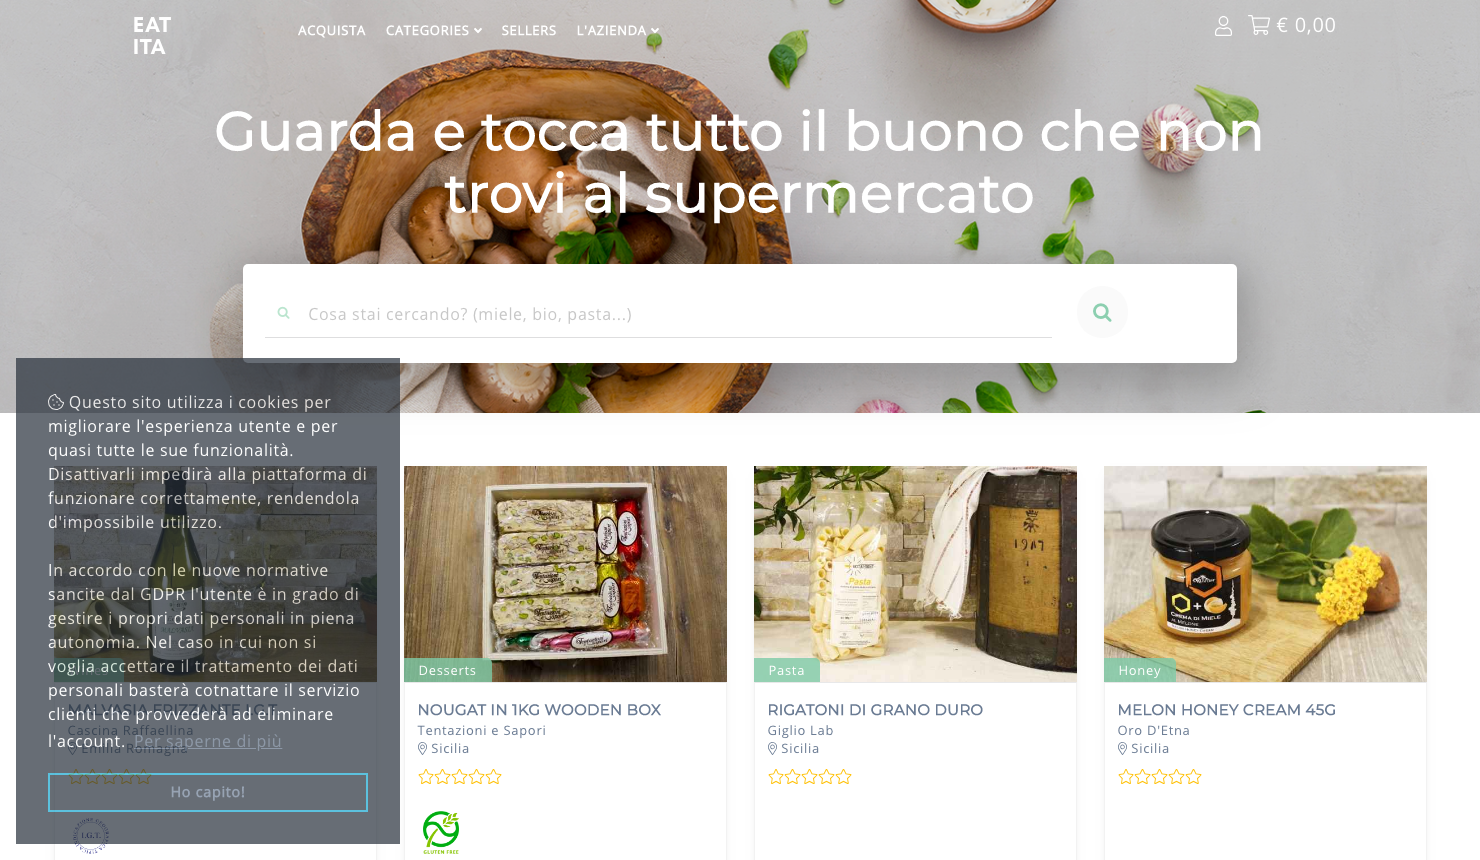 EAT
ITA
ACQUISTA
CATEGORIES
SELLERS
L'AZIENDA
€ 0,00
Guarda e tocca tutto il buono che non
trovi al supermercato
Cosa stai cercando? (miele, bio, pasta...)
Questo sito utilizza i cookies per
migliorare l'esperienza utente e per
quasi tutte le sue funzionalità.
Disattivarli impedirà alla piattaforma di
funzionare correttamente, rendendola
d'impossibile utilizzo.
In accordo con le nuove normative
sancite dal GDPR l'utente è in grado di
gestire i propri dati personali in piena
autonomia. Nel caso in cui non si
voglia accettare il trattamento dei dati
personali basterà cotnattare il servizio
clienti che provvederà ad eliminare
l'account. Per saperne di più
Ho capito!
MALVASIA FRIZZANTE I.G.T.
Cascina Raffaellina
Emilia Romagna
I.G.T.
Desserts
NOUGAT IN 1KG WOODEN BOX
Tentazioni e Sapori
Sicilia
GLUTEN FREE
1917
Pasta
Pasta
RIGATONI DI GRANO DURO
Giglio Lab
Sicilia
CREMA DI MIELE
Honey
MELON HONEY CREAM 45G
Oro D'Etna
Sicilia